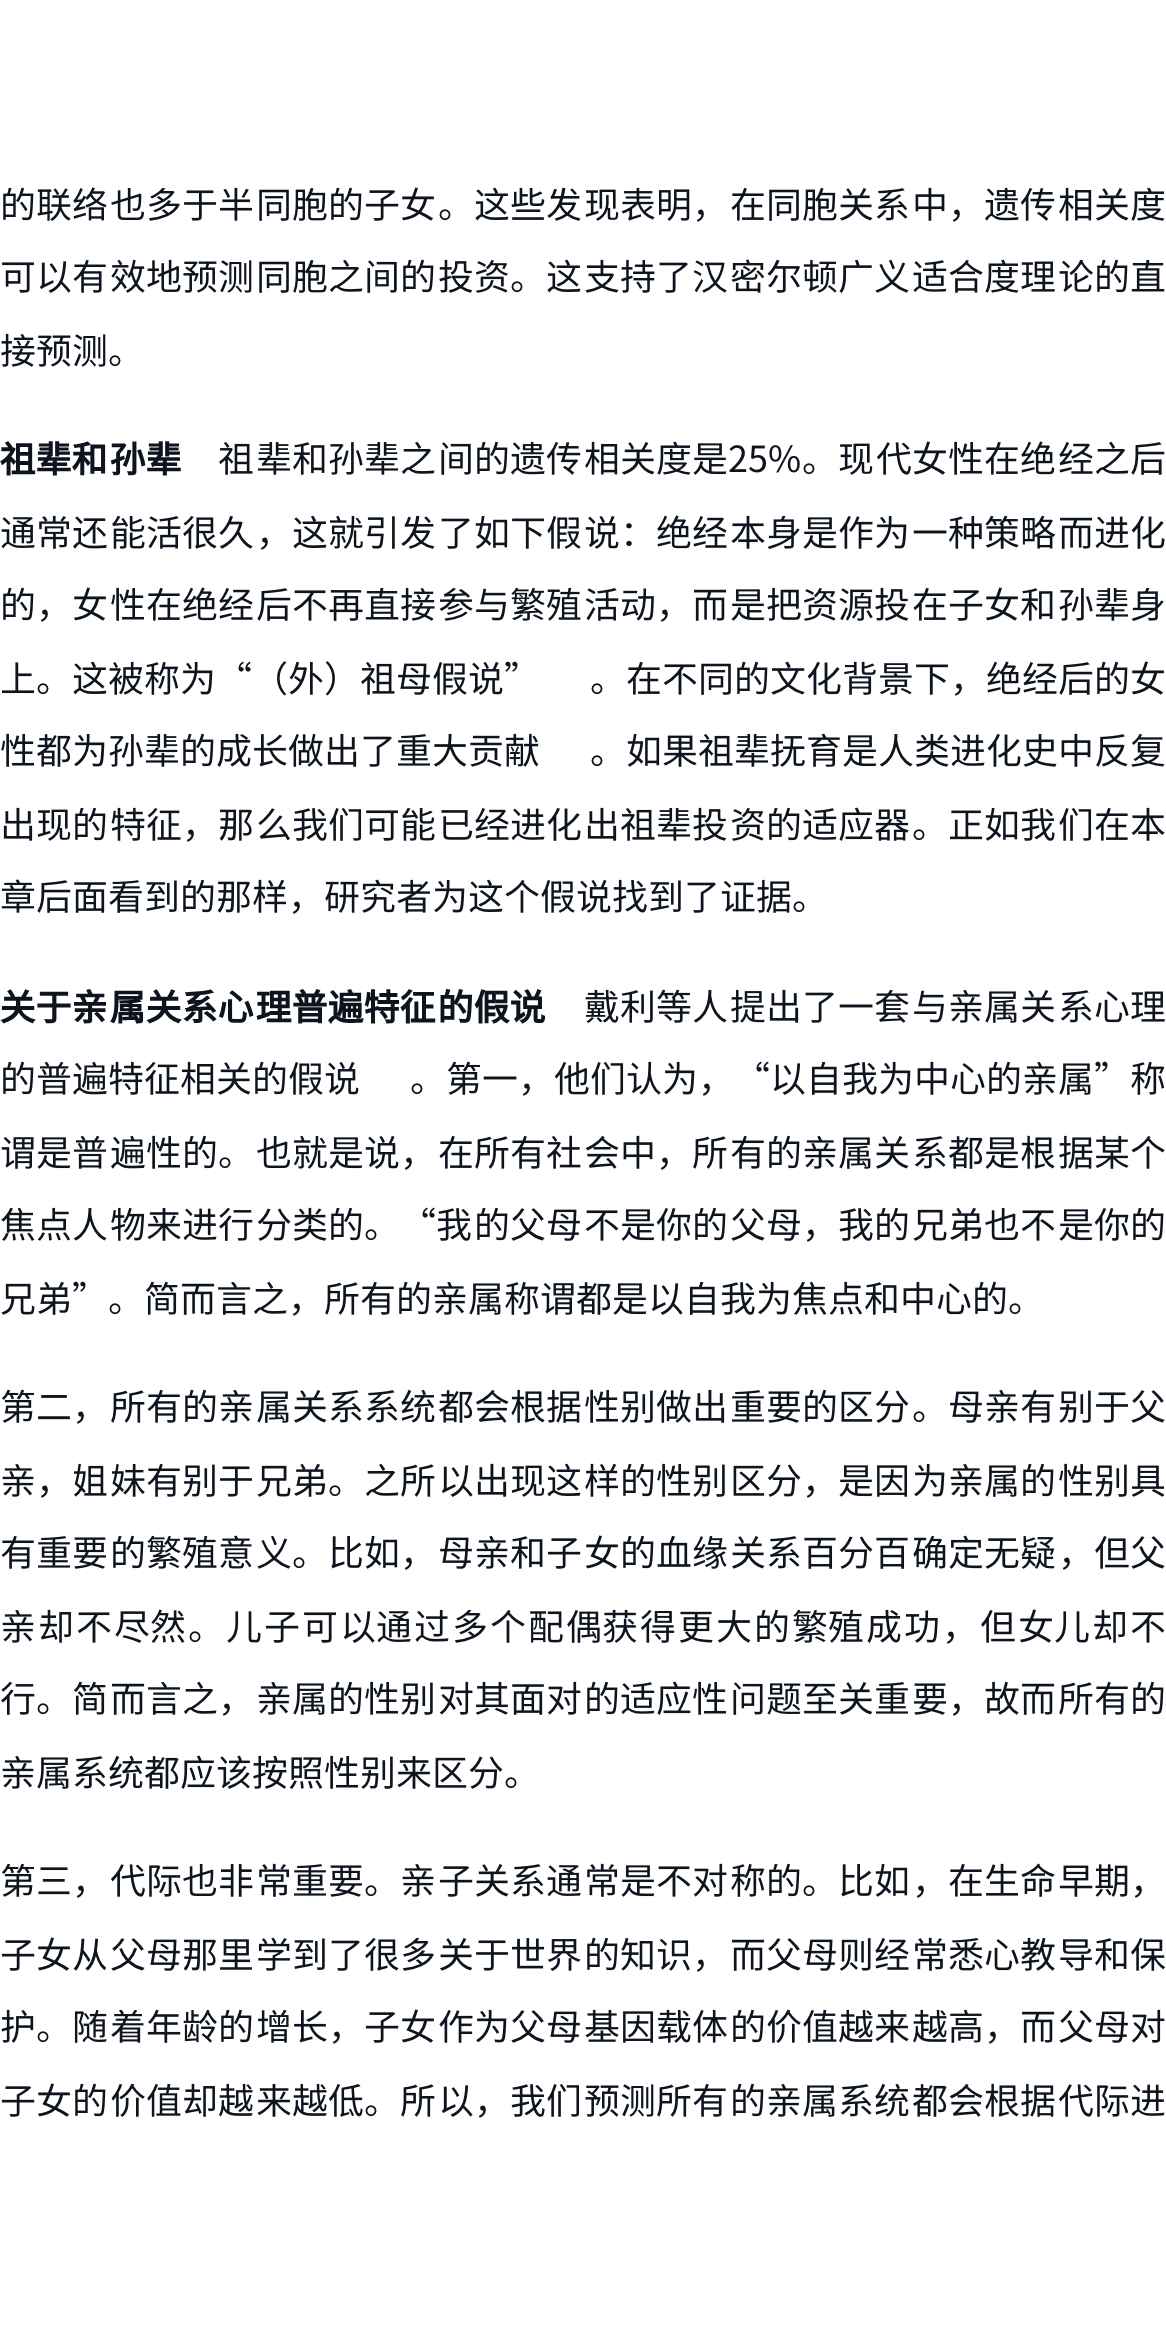 的联络也多于半同胞的子女。这些发现表明，在同胞关系中，遗传相关度
可以有效地预测同胞之间的投资。这支持了汉密尔顿广义适合度理论的直
接预测。
祖辈和孙辈　祖辈和孙辈之间的遗传相关度是25%。现代女性在绝经之后
通常还能活很久，这就引发了如下假说：绝经本身是作为一种策略而进化
的，女性在绝经后不再直接参与繁殖活动，而是把资源投在子女和孙辈身
上。这被称为“（外）祖母假说”　。在不同的文化背景下，绝经后的女
性都为孙辈的成长做出了重大贡献　。如果祖辈抚育是人类进化史中反复
出现的特征，那么我们可能已经进化出祖辈投资的适应器。正如我们在本
章后面看到的那样，研究者为这个假说找到了证据。
关于亲属关系心理普遍特征的假说　戴利等人提出了一套与亲属关系心理
的普遍特征相关的假说　。第一，他们认为，“以自我为中心的亲属”称
谓是普遍性的。也就是说，在所有社会中，所有的亲属关系都是根据某个
焦点人物来进行分类的。“我的父母不是你的父母，我的兄弟也不是你的
兄弟”。简而言之，所有的亲属称谓都是以自我为焦点和中心的。
第二，所有的亲属关系系统都会根据性别做出重要的区分。母亲有别于父
亲，姐妹有别于兄弟。之所以出现这样的性别区分，是因为亲属的性别具
有重要的繁殖意义。比如，母亲和子女的血缘关系百分百确定无疑，但父
亲却不尽然。儿子可以通过多个配偶获得更大的繁殖成功，但女儿却不
行。简而言之，亲属的性别对其面对的适应性问题至关重要，故而所有的
亲属系统都应该按照性别来区分。
第三，代际也非常重要。亲子关系通常是不对称的。比如，在生命早期，
子女从父母那里学到了很多关于世界的知识，而父母则经常悉心教导和保
护。随着年龄的增长，子女作为父母基因载体的价值越来越高，而父母对
子女的价值却越来越低。所以，我们预测所有的亲属系统都会根据代际进